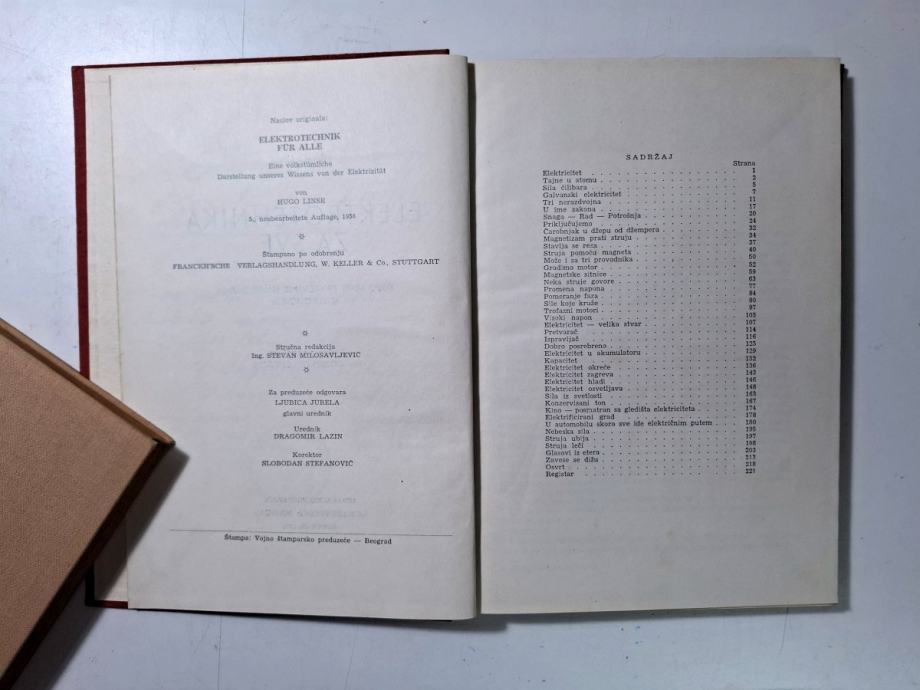 Naslov originala:
ELEKTROTECHNIK
FÜR ALLE
Eine volkstümliche
Darstellung unseres Wissens von der Elektrizität
von
HUGO LINSE
5, neubearbeitete Auflage, 1958
Štampano po odobrenju
FRANCKH'SCHE VERLAGSHANDLUNG, W. KELLER & Co., STUTTGART
Stručna redakcija
Ing. STEVAN MILOSAVLJEVIĆ
Za preduzeće odgovara
LJUBICA JURELA
glavni urednik
Urednik
DRAGOMIR LAZIN
Korektor
SLOBODAN STEFANOVIĆ
Štampa: Vojno štamparsko preduzeće — Beograd
SADRŽAJ
Strana
Elektricitet 1
Tajne u atomu 2
Sila ćilibara 5
Galvanski elektricitet 7
Tri nerazdvojna 11
U ime zakona 17
Snaga — Rad — Potrošnja 20
Priključujemo 24
Čarobnjak u džepu od džempera 32
Magnetizam prati struju 34
Stavlja se reza 37
Struja pomoću magneta 40
Može i sa tri provodnika 50
Gradimo motor 52
Magnetske sitnice 59
Neka struje govore 63
Promena napona 77
Pomeranje faza 84
Sile koje kruže 90
Trofazni motori 97
Visoki napon 105
Elektricitet — velika stvar 107
Pretvarač 114
Ispravljač 116
Dobro posrebreno 125
Elektricitet u akumulatoru 129
Kapacitet 132
Elektricitet okreće 136
Elektricitet zagreva 143
Elektricitet hladi 146
Elektricitet osvetljava 148
Sila iz svetlosti 163
Konzervisani ton 167
Kino — posmatran sa gledišta elektriciteta 174
Elektrificirani grad 178
U automobilu skoro sve ide električnim putem 180
Nebeska sila 195
Struja ubija 197
Struja leči 198
Glasovi iz etera 203
Zavese se dižu 213
Osvrt 218
Registar 221